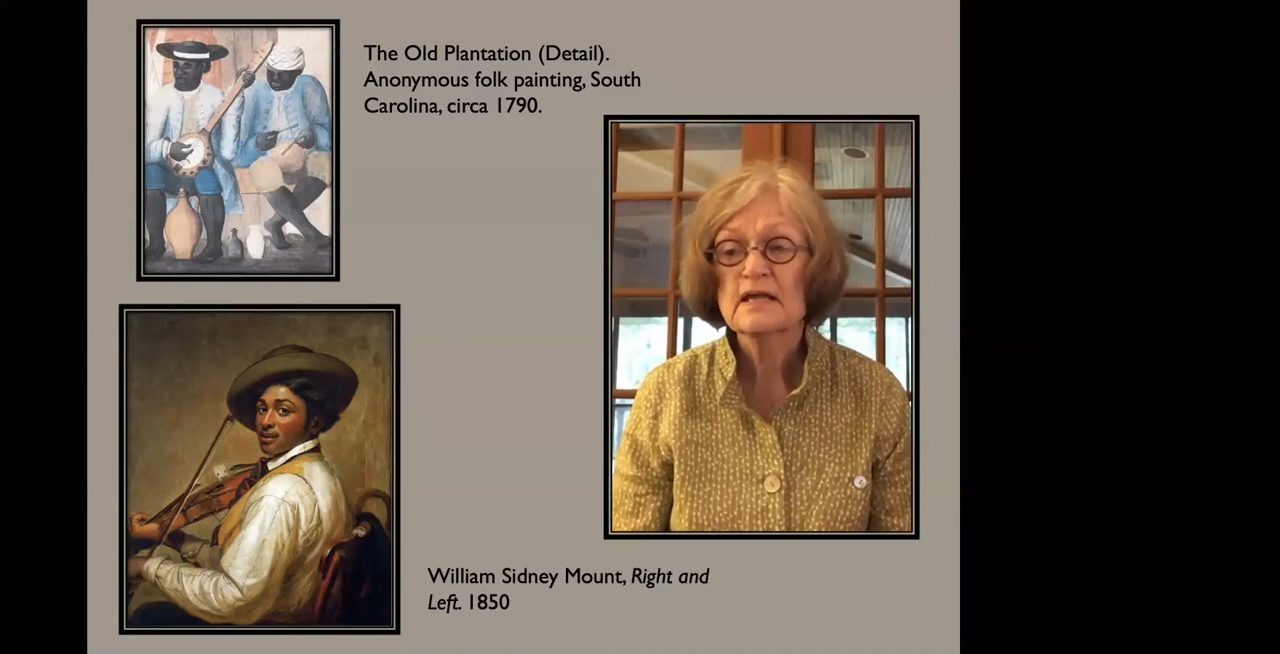 The Old Plantation (Detail).
Anonymous folk painting, South
Carolina, circa 1790.
William Sidney Mount, Right and
Left. 1850